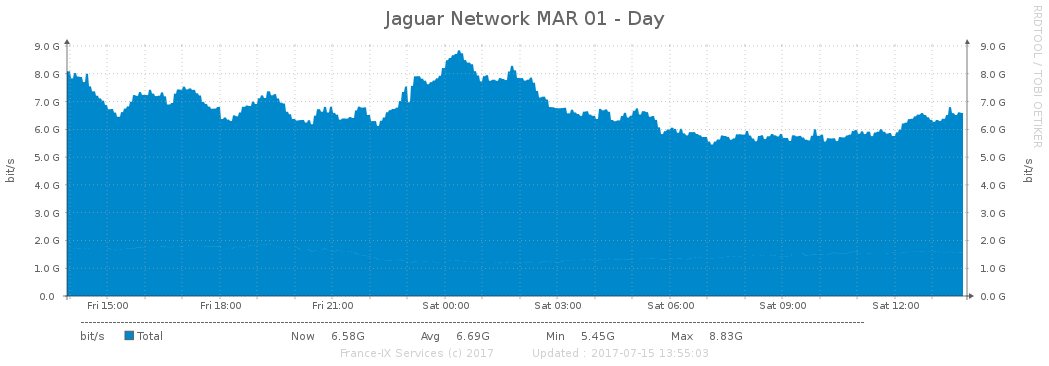 Jaguar Network MAR 01 - Day
RRDTOOL / TOBI OETIKER
9.0 G 9.0 G
8.0 G 8.0 G
7.0 G 7.0 G
6.0 G 6.0 G
5.0 G 5.0 G
4.0 G 4.0 G
3.0 G 3.0 G
2.0 G 2.0 G
1.0 G 1.0 G
0.0 0.0 G
bit/s bit/s
Fri 15:00 Fri 18:00 Fri 21:00 Sat 00:00 Sat 03:00 Sat 06:00 Sat 09:00 Sat 12:00
bit/s Total Now 6.58G Avg 6.69G Min 5.45G Max 8.83G
France-IX Services (c) 2017 Updated : 2017-07-15 13:55:03